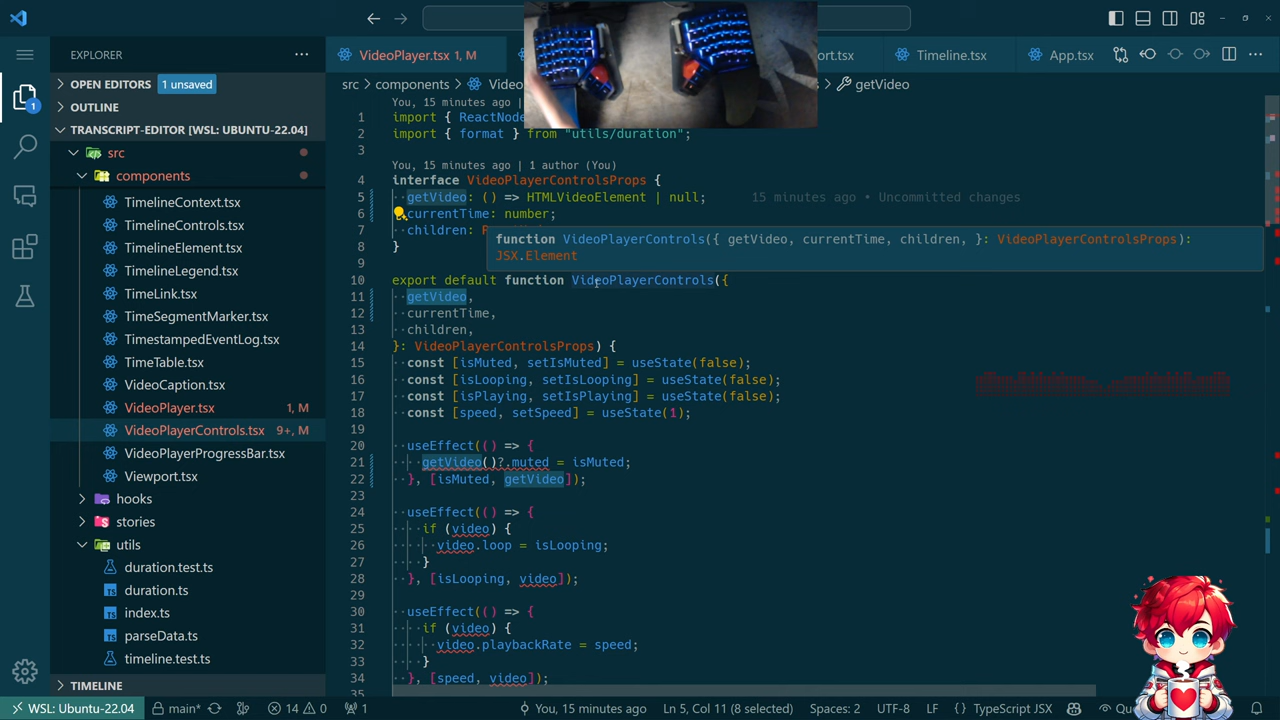 EXPLORER
OPEN EDITORS 1 unsaved
OUTLINE
TRANSCRIPT-EDITOR [WSL: UBUNTU-22.04]
src
components
TimelineContext.tsx
TimelineControls.tsx
TimelineElement.tsx
TimelineLegend.tsx
TimeLink.tsx
TimeSegmentMarker.tsx
TimestampedEventLog.tsx
TimeTable.tsx
VideoCaption.tsx
VideoPlayer.tsx 1, M
VideoPlayerControls.tsx 9+, M
VideoPlayerProgressBar.tsx
Viewport.tsx
hooks
stories
utils
duration.test.ts
duration.ts
index.ts
parseData.ts
timeline.test.ts
TIMELINE
1
VideoPlayer.tsx 1, M
ort.tsx
Timeline.tsx
App.tsx
src > components > Video
getVideo
You, 15 minutes ago |
1 import { ReactNod
2 import { format } from "utils/duration";
3
You, 15 minutes ago | 1 author (You)
4 interface VideoPlayerControlsProps {
5 getVideo: () => HTMLVideoElement | null; 15 minutes ago • Uncommitted changes
6 currentTime: number;
7 children:
8 }
function VideoPlayerControls({ getVideo, currentTime, children, }: VideoPlayerControlsProps):
JSX.Element
9
10 export default function VideoPlayerControls({
11 getVideo,
12 currentTime,
13 children,
14 }: VideoPlayerControlsProps) {
15 const [isMuted, setIsMuted] = useState(false);
16 const [isLooping, setIsLooping] = useState(false);
17 const [isPlaying, setIsPlaying] = useState(false);
18 const [speed, setSpeed] = useState(1);
19
20 useEffect(() => {
21 getVideo()?.muted = isMuted;
22 }, [isMuted, getVideo]);
23
24 useEffect(() => {
25 if (video) {
26 video.loop = isLooping;
27 }
28 }, [isLooping, video]);
29
30 useEffect(() => {
31 if (video) {
32 video.playbackRate = speed;
33 }
34 }, [speed, video]);
35
WSL: Ubuntu-22.04 main* 14 0 1 You, 15 minutes ago Ln 5, Col 11 (8 selected) Spaces: 2 UTF-8 LF {} TypeScript JSX